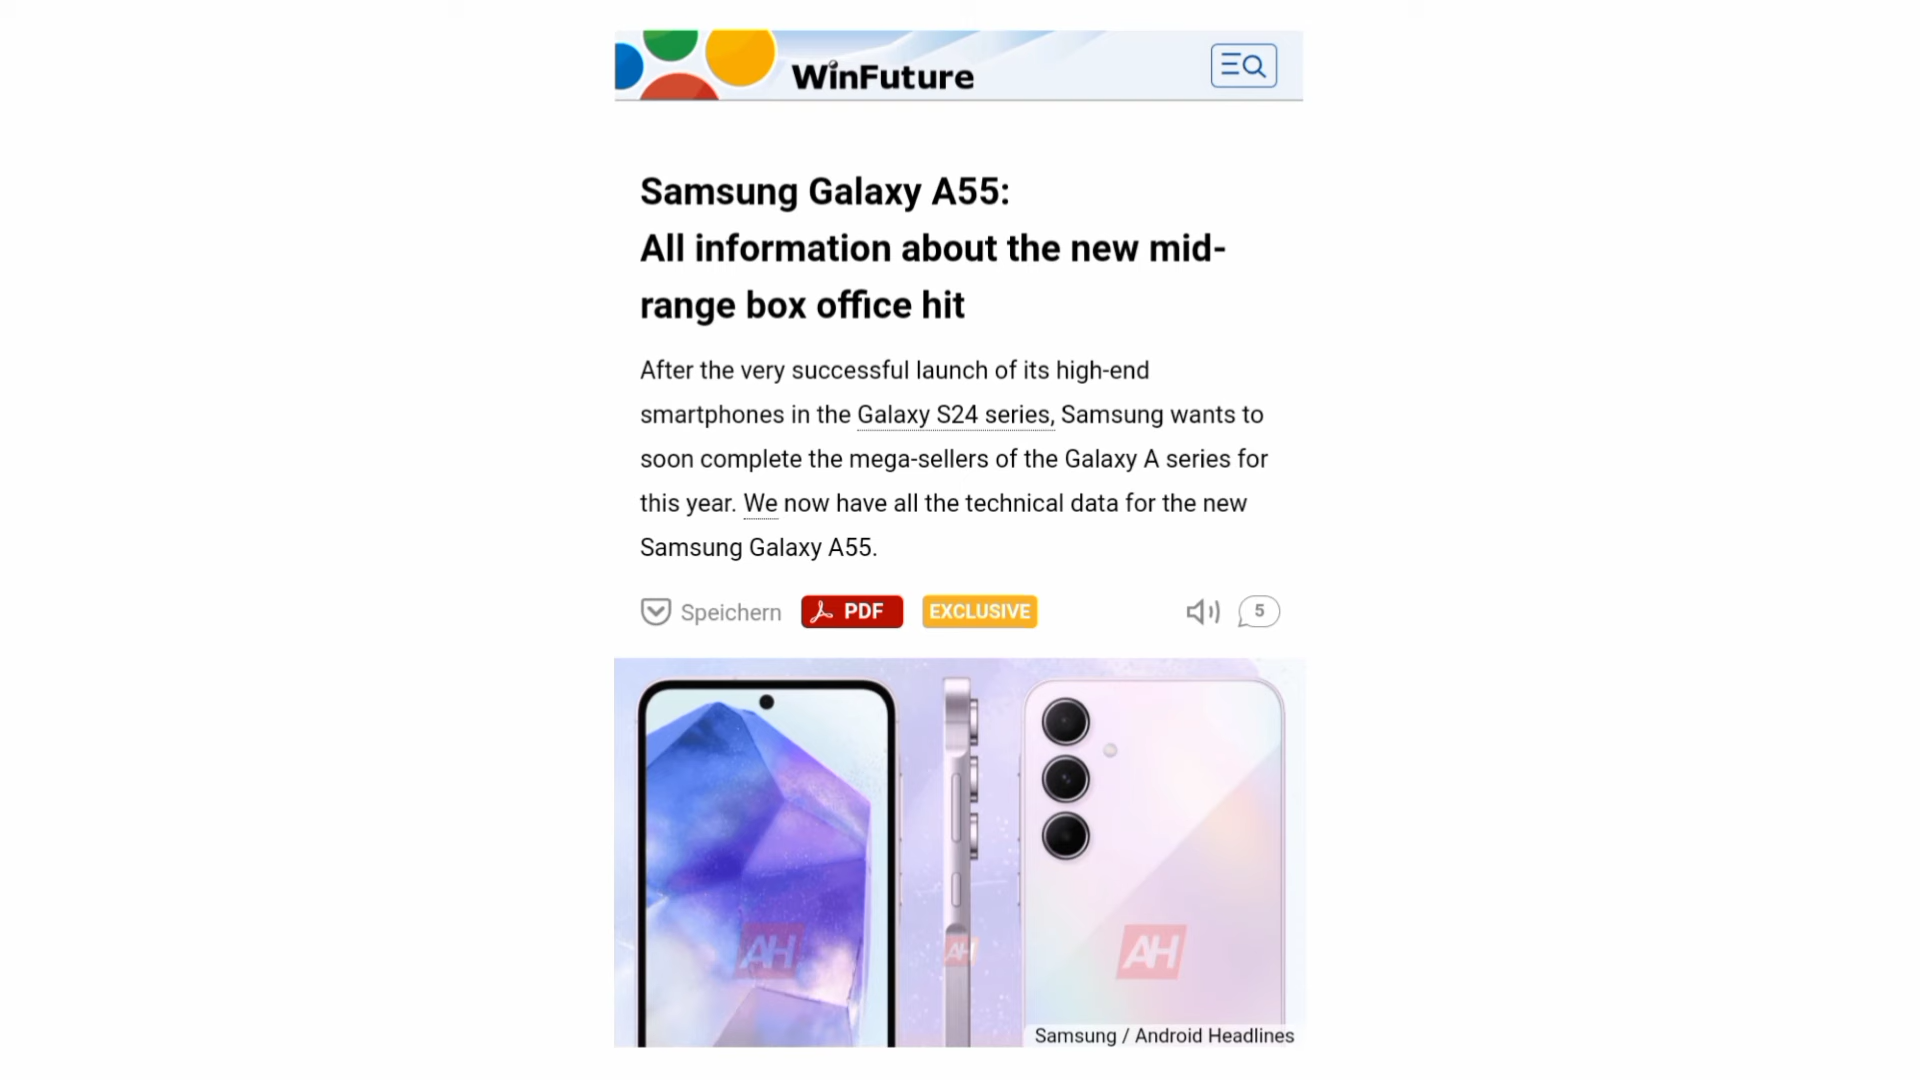 WinFuture
Samsung Galaxy A55:
All information about the new mid-
range box office hit
After the very successful launch of its high-end
smartphones in the Galaxy S24 series, Samsung wants to
soon complete the mega-sellers of the Galaxy A series for
this year. We now have all the technical data for the new
Samsung Galaxy A55.
Speichern PDF EXCLUSIVE 5
AH AH AH
Samsung / Android Headlines